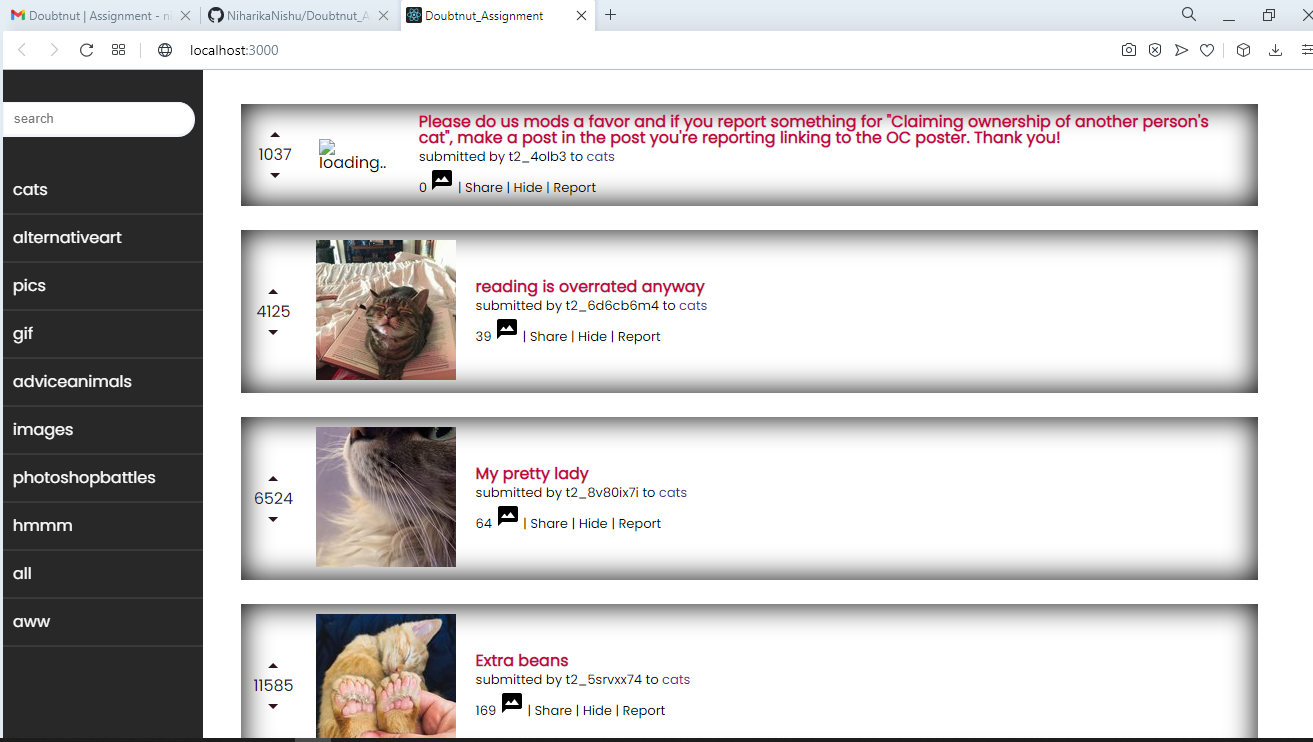 Doubtnut | Assignment - ni
NiharikaNishu/Doubtnut_A
Doubtnut_Assignment
localhost:3000
search
cats
alternativeart
pics
gif
adviceanimals
images
photoshopbattles
hmmm
all
aww
1037
loading..
Please do us mods a favor and if you report something for "Claiming ownership of another person's
cat", make a post in the post you're reporting linking to the OC poster. Thank you!
submitted by t2_4olb3 to cats
0 | Share | Hide | Report
4125
reading is overrated anyway
submitted by t2_6d6cb6m4 to cats
39 | Share | Hide | Report
6524
My pretty lady
submitted by t2_8v80ix7i to cats
64 | Share | Hide | Report
11585
Extra beans
submitted by t2_5srvxx74 to cats
169 | Share | Hide | Report